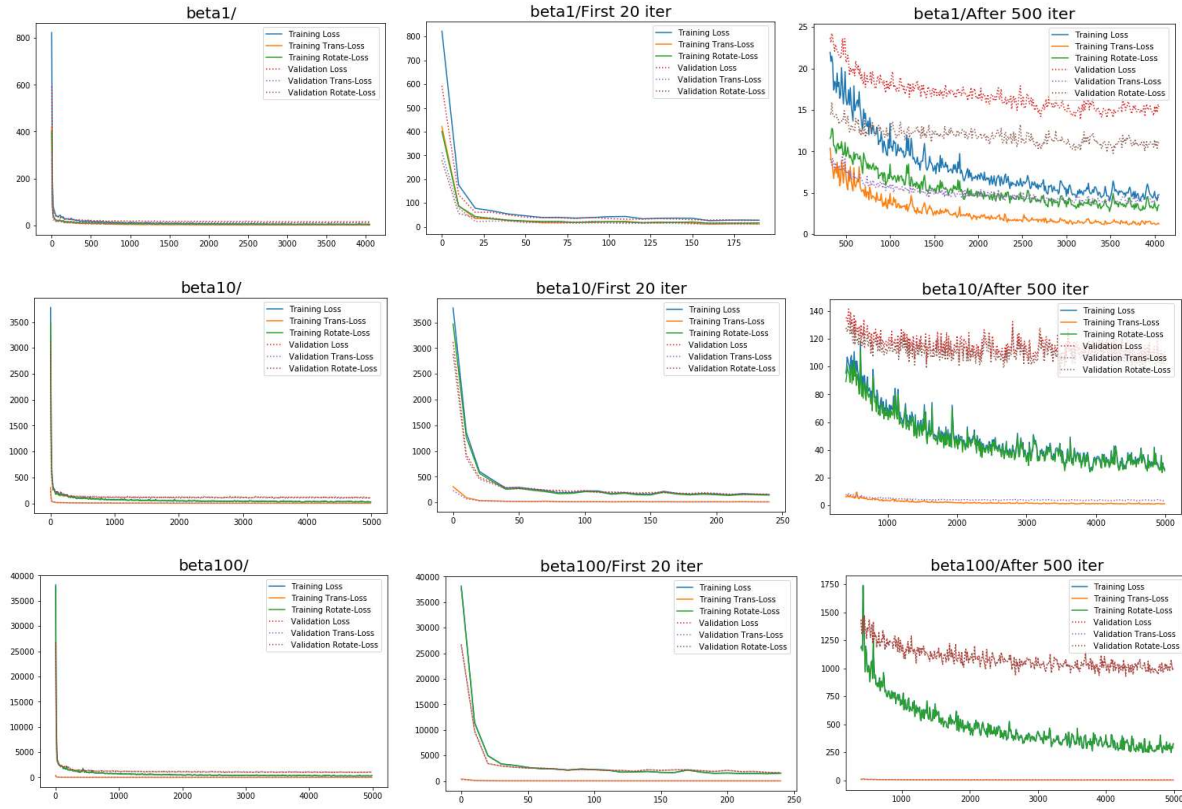 beta1/
800
600
400
200
0
0 500 1000 1500 2000 2500 3000 3500 4000
Training Loss
Training Trans-Loss
Training Rotate-Loss
Validation Loss
Validation Trans-Loss
Validation Rotate-Loss
beta1/First 20 iter
800
700
600
500
400
300
200
100
0
0 25 50 75 100 125 150 175
Training Loss
Training Trans-Loss
Training Rotate-Loss
Validation Loss
Validation Trans-Loss
Validation Rotate-Loss
beta1/After 500 iter
25
20
15
10
5
0
500 1000 1500 2000 2500 3000 3500 4000
Training Loss
Training Trans-Loss
Training Rotate-Loss
Validation Loss
Validation Trans-Loss
Validation Rotate-Loss
beta10/
3500
3000
2500
2000
1500
1000
500
0
0 1000 2000 3000 4000 5000
Training Loss
Training Trans-Loss
Training Rotate-Loss
Validation Loss
Validation Trans-Loss
Validation Rotate-Loss
beta10/First 20 iter
3500
3000
2500
2000
1500
1000
500
0
0 50 100 150 200 250
Training Loss
Training Trans-Loss
Training Rotate-Loss
Validation Loss
Validation Trans-Loss
Validation Rotate-Loss
beta10/After 500 iter
140
120
100
80
60
40
20
0
1000 2000 3000 4000 5000
Training Loss
Training Trans-Loss
Training Rotate-Loss
Validation Loss
Validation Trans-Loss
Validation Rotate-Loss
beta100/
40000
35000
30000
25000
20000
15000
10000
5000
0
0 1000 2000 3000 4000 5000
Training Loss
Training Trans-Loss
Training Rotate-Loss
Validation Loss
Validation Trans-Loss
Validation Rotate-Loss
beta100/First 20 iter
40000
35000
30000
25000
20000
15000
10000
5000
0
0 50 100 150 200 250
Training Loss
Training Trans-Loss
Training Rotate-Loss
Validation Loss
Validation Trans-Loss
Validation Rotate-Loss
beta100/After 500 iter
1750
1500
1250
1000
750
500
250
0
1000 2000 3000 4000 5000
Training Loss
Training Trans-Loss
Training Rotate-Loss
Validation Loss
Validation Trans-Loss
Validation Rotate-Loss